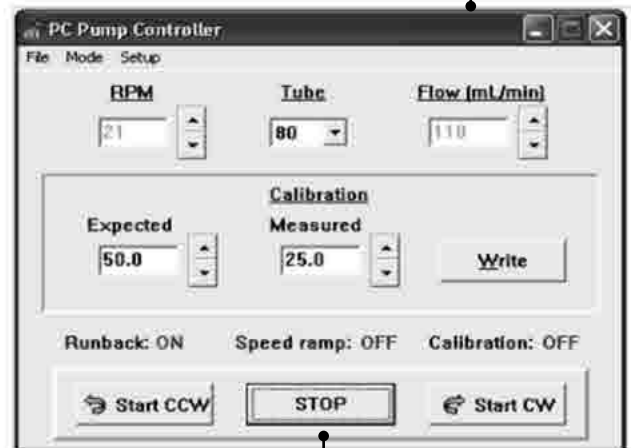 PC Pump Controller
File Mode Setup
RPM Tube Flow (mL/min)
21 80 110
Calibration
Expected Measured
50.0 25.0 Write
Runback: ON Speed ramp: OFF Calibration: OFF
Start CCW STOP Start CW